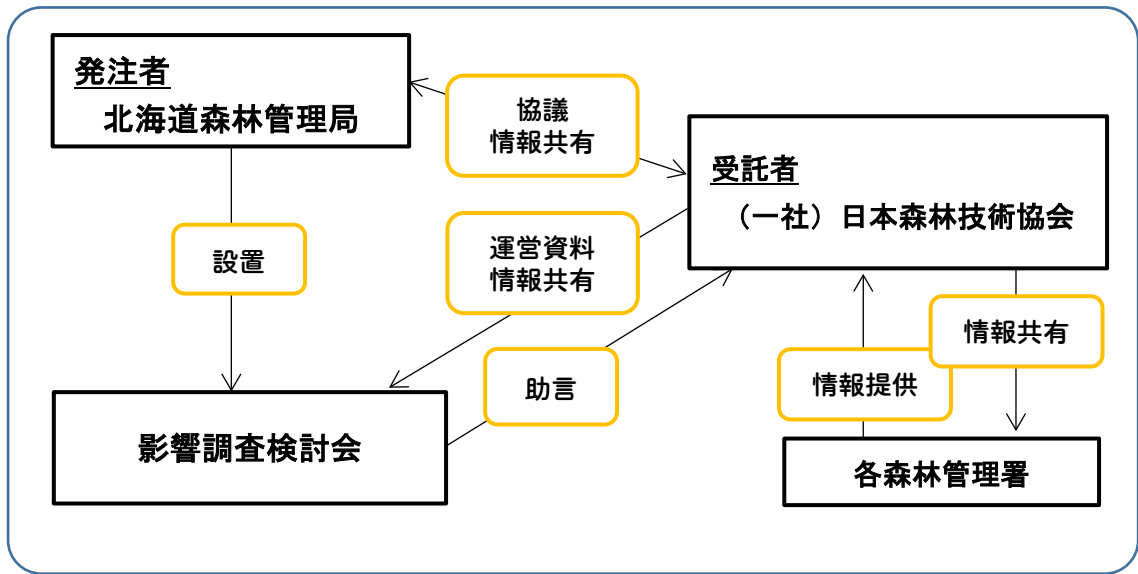 発注者
北海道森林管理局
協議
情報共有
受託者
（一社）日本森林技術協会
設置
運営資料
情報共有
助言
情報提供
情報共有
影響調査検討会
各森林管理署